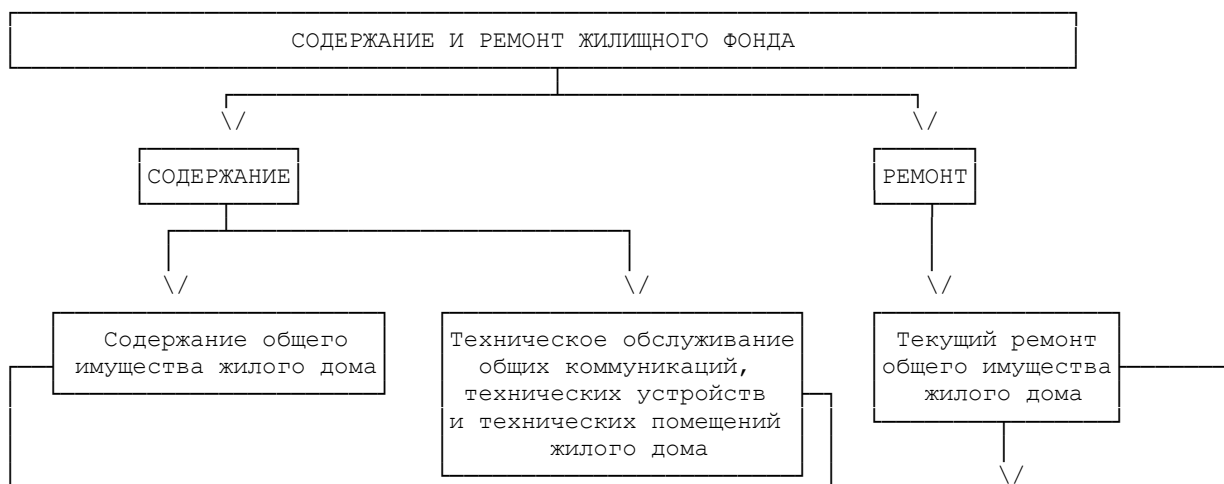 СОДЕРЖАНИЕ И РЕМОНТ ЖИЛИЩНОГО ФОНДА
СОДЕРЖАНИЕ
РЕМОНТ
Содержание общего
имущества жилого дома
Техническое обслуживание
общих коммуникаций,
технических устройств
и технических помещений
жилого дома
Текущий ремонт
общего имущества
жилого дома